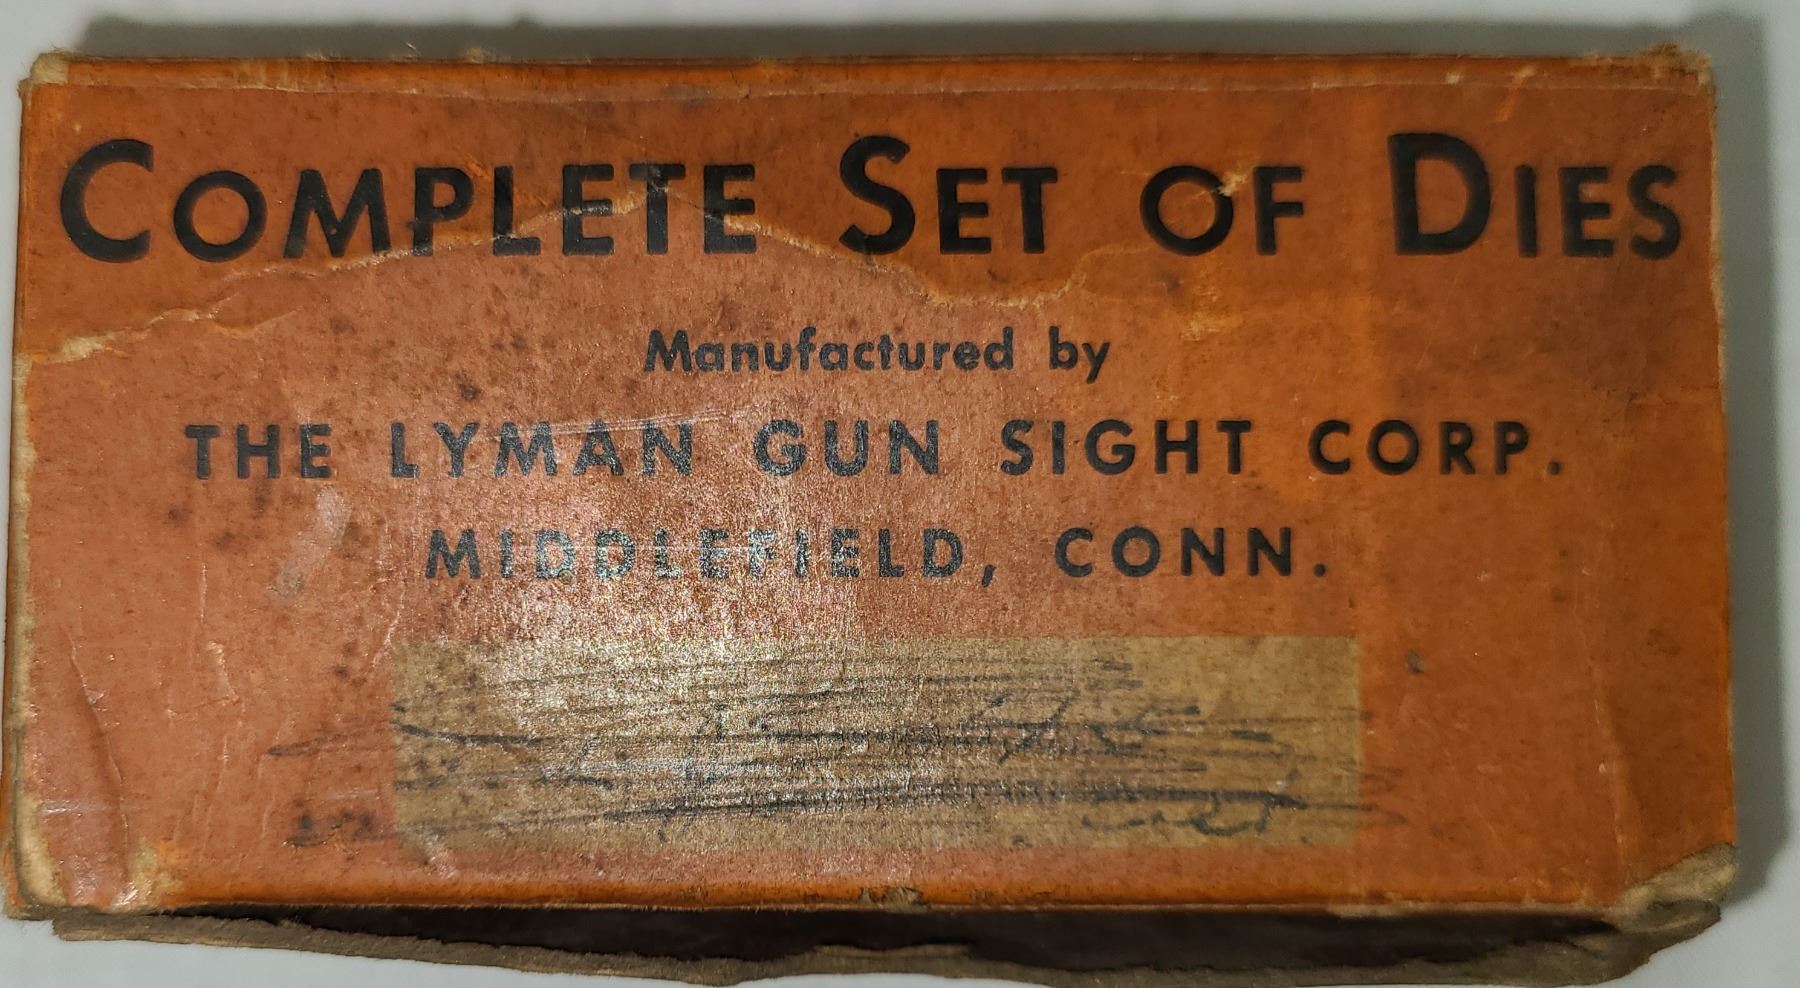 COMPLETE SET OF DIES
Manufactured by
THE LYMAN GUN SIGHT CORP.
MIDDLEFIELD, CONN.